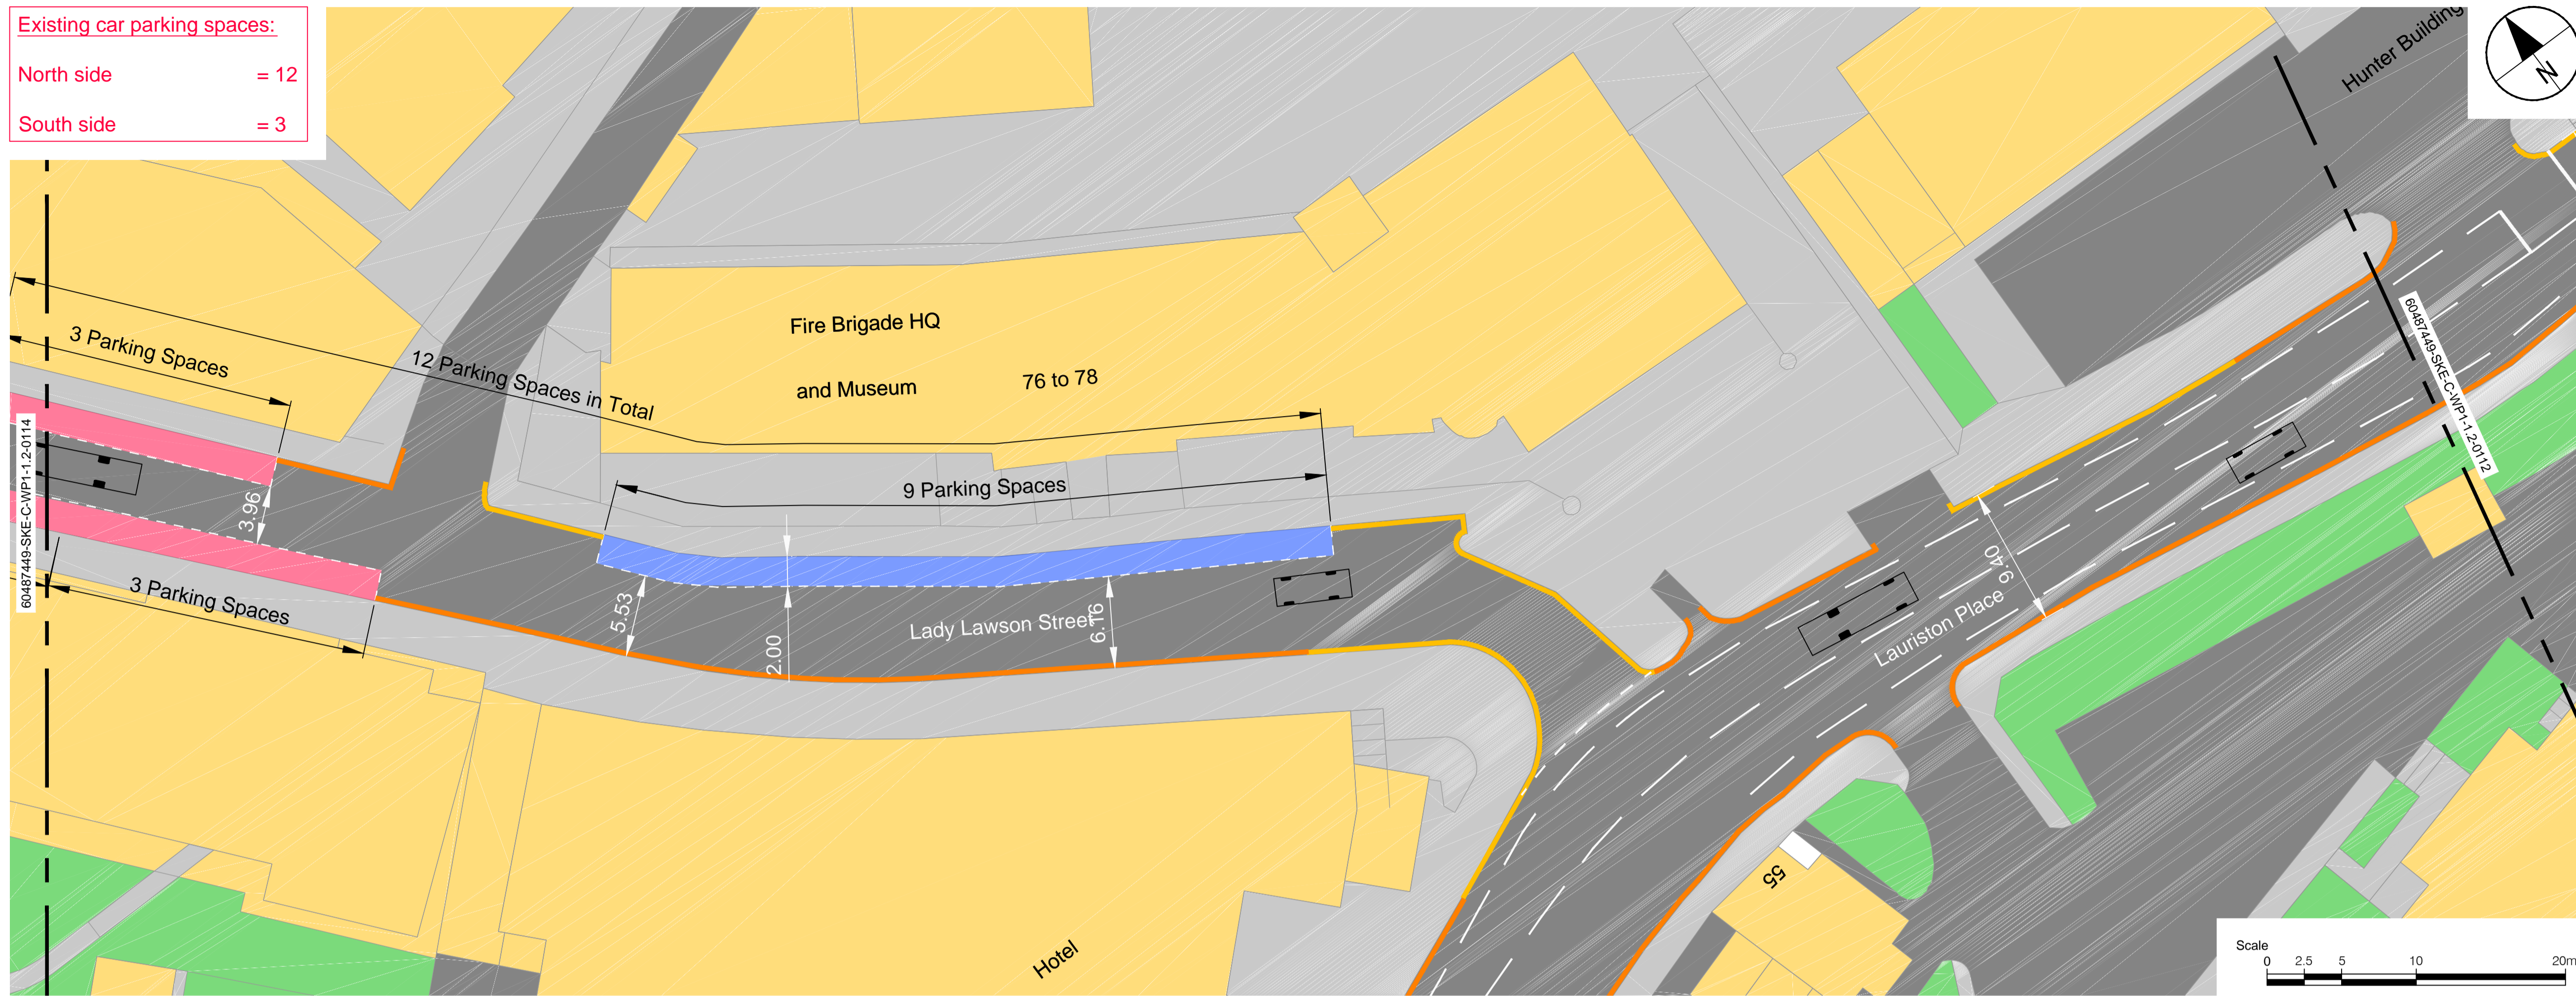 Existing car parking spaces:
North side = 12
South side = 3
Hunter Building
N
3 Parking Spaces
12 Parking Spaces in Total
Fire Brigade HQ
and Museum
76 to 78
9 Parking Spaces
60487449-SKE-C-WP1-1.2-0114
3.96
3 Parking Spaces
5.53
2.00
Lady Lawson Street
6.16
9.40
Lauriston Place
60487449-SKE-C-WP1-1.2-0112
55
Hotel
Scale
0 2.5 5 10 20m